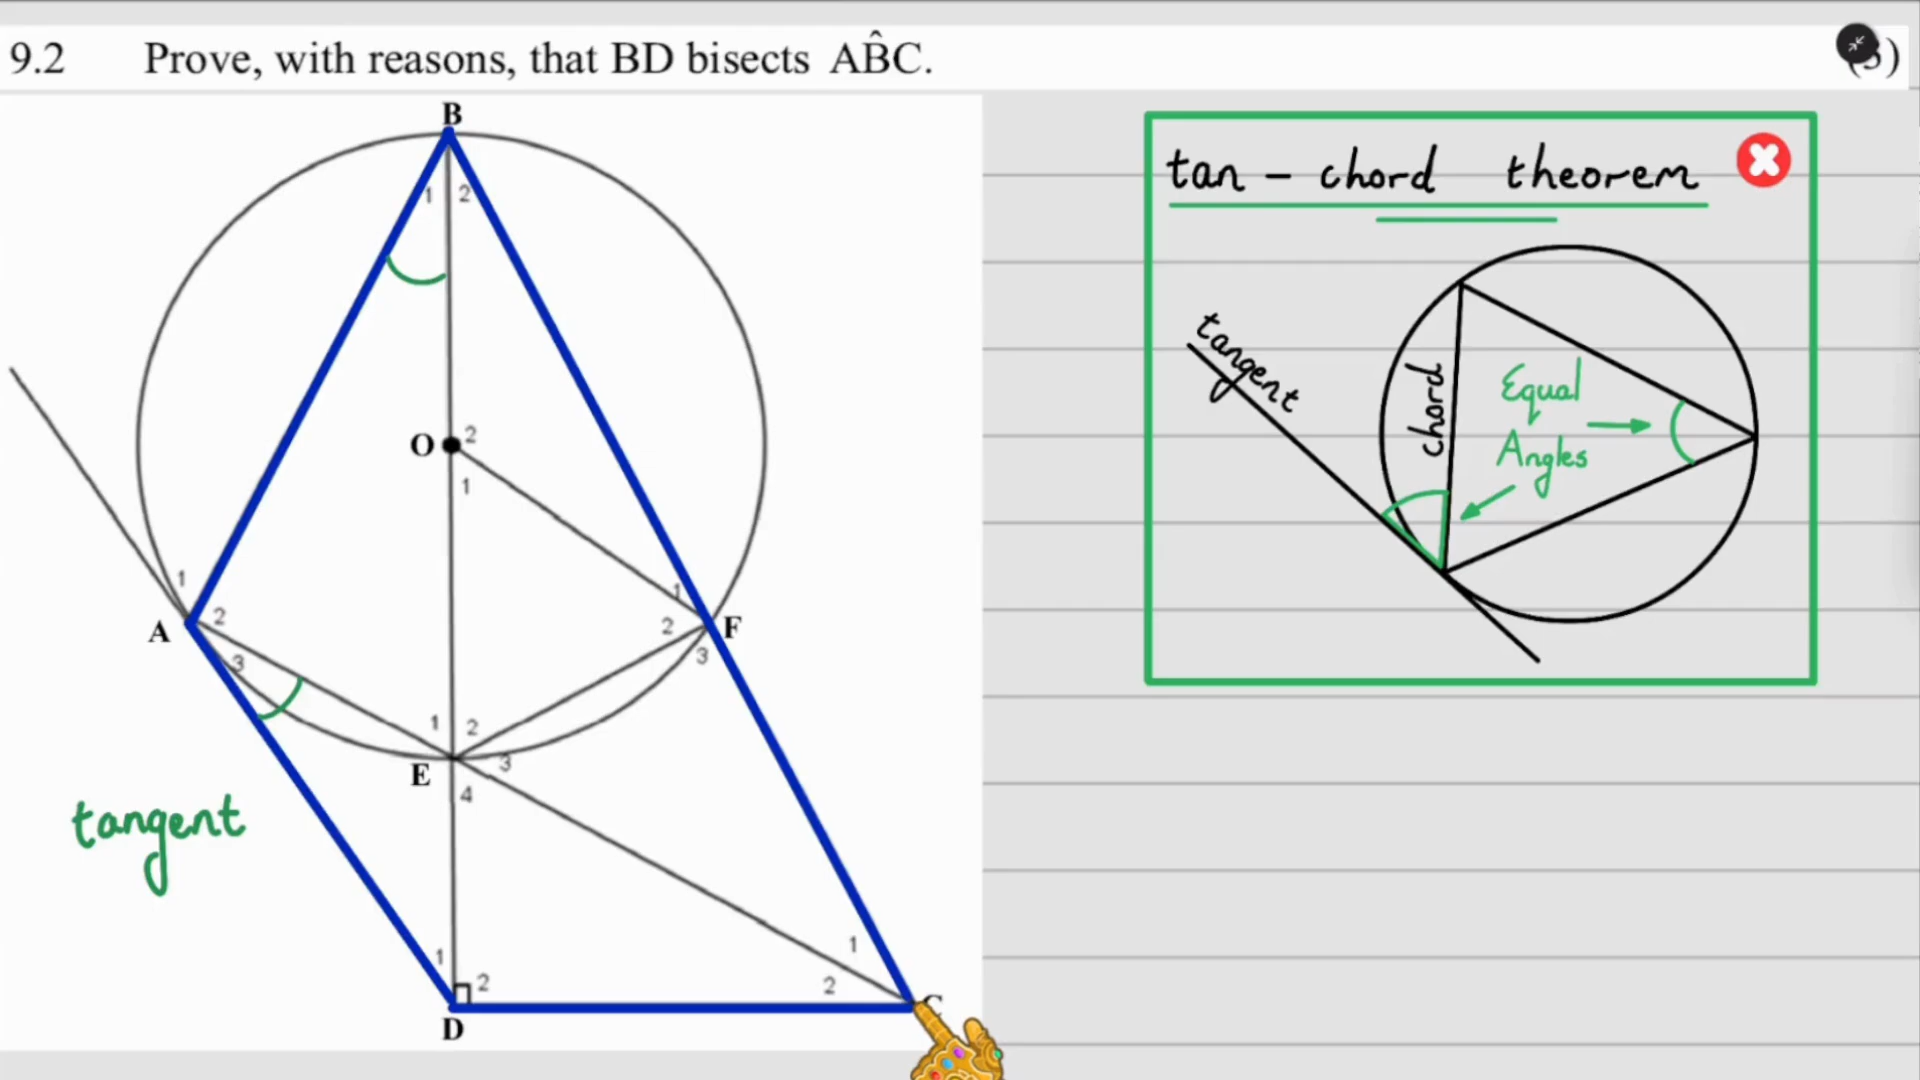 9.2 Prove, with reasons, that BD bisects AB̂C.
B
1 2
O 2
1
1
1
A 2 2 F
3 3
1 2
E 3
4
tangent
1
1 2 2 C
D
tan - chord theorem
tangent
chord
Equal
Angles